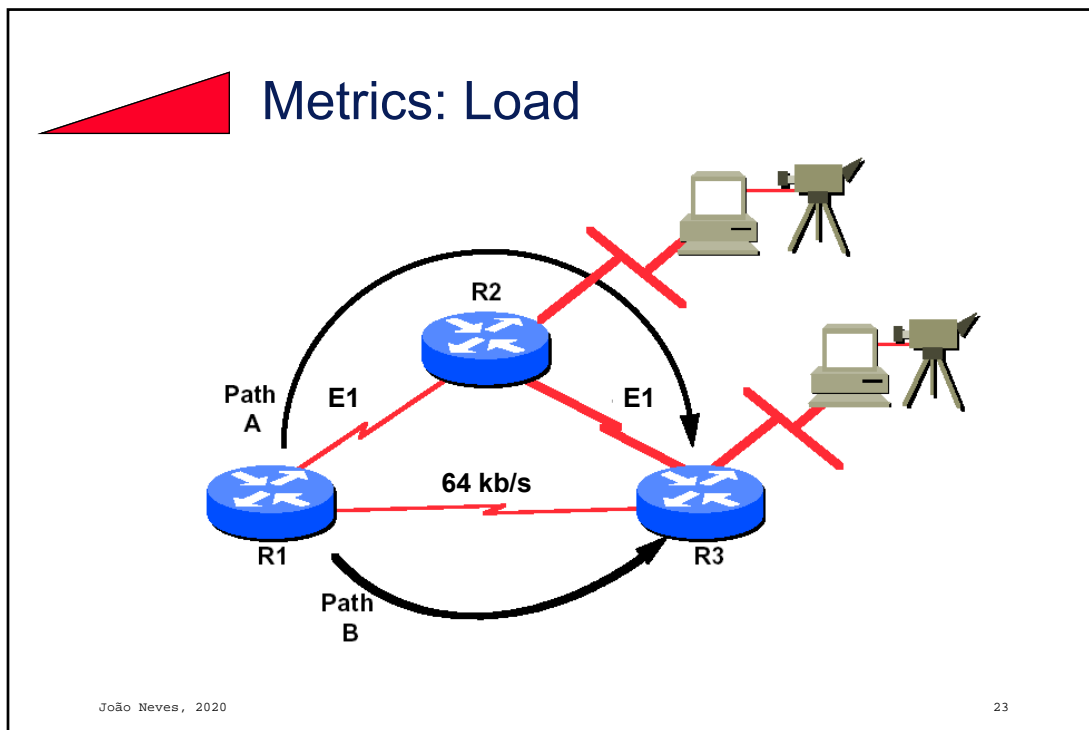 Metrics: Load
R2
Path
A
E1
E1
64 kb/s
R1
R3
Path
B
João Neves, 2020
23